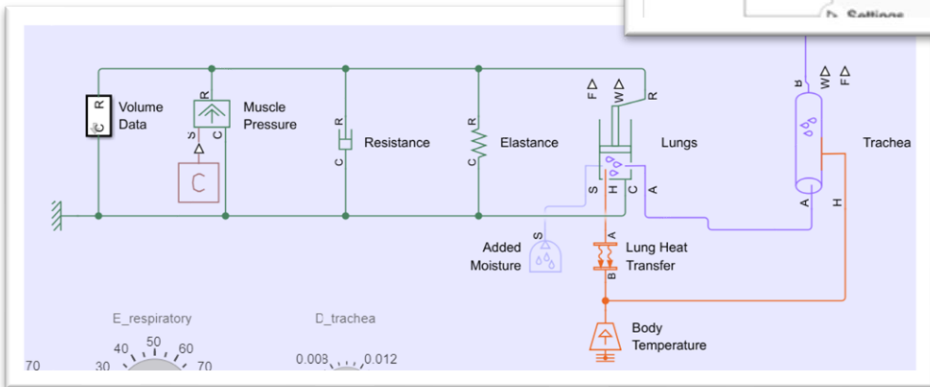 Settings
B
W
F
R
C
Volume
Data
R
S
C
Muscle
Pressure
C
R
C
Resistance
R
C
Elastance
F
W
R
Lungs
S
H
C
A
Trachea
A
H
S
Added
Moisture
A
B
Lung Heat
Transfer
Body
Temperature
E_respiratory
30
40
50
60
70
70
D_trachea
0.008
0.012